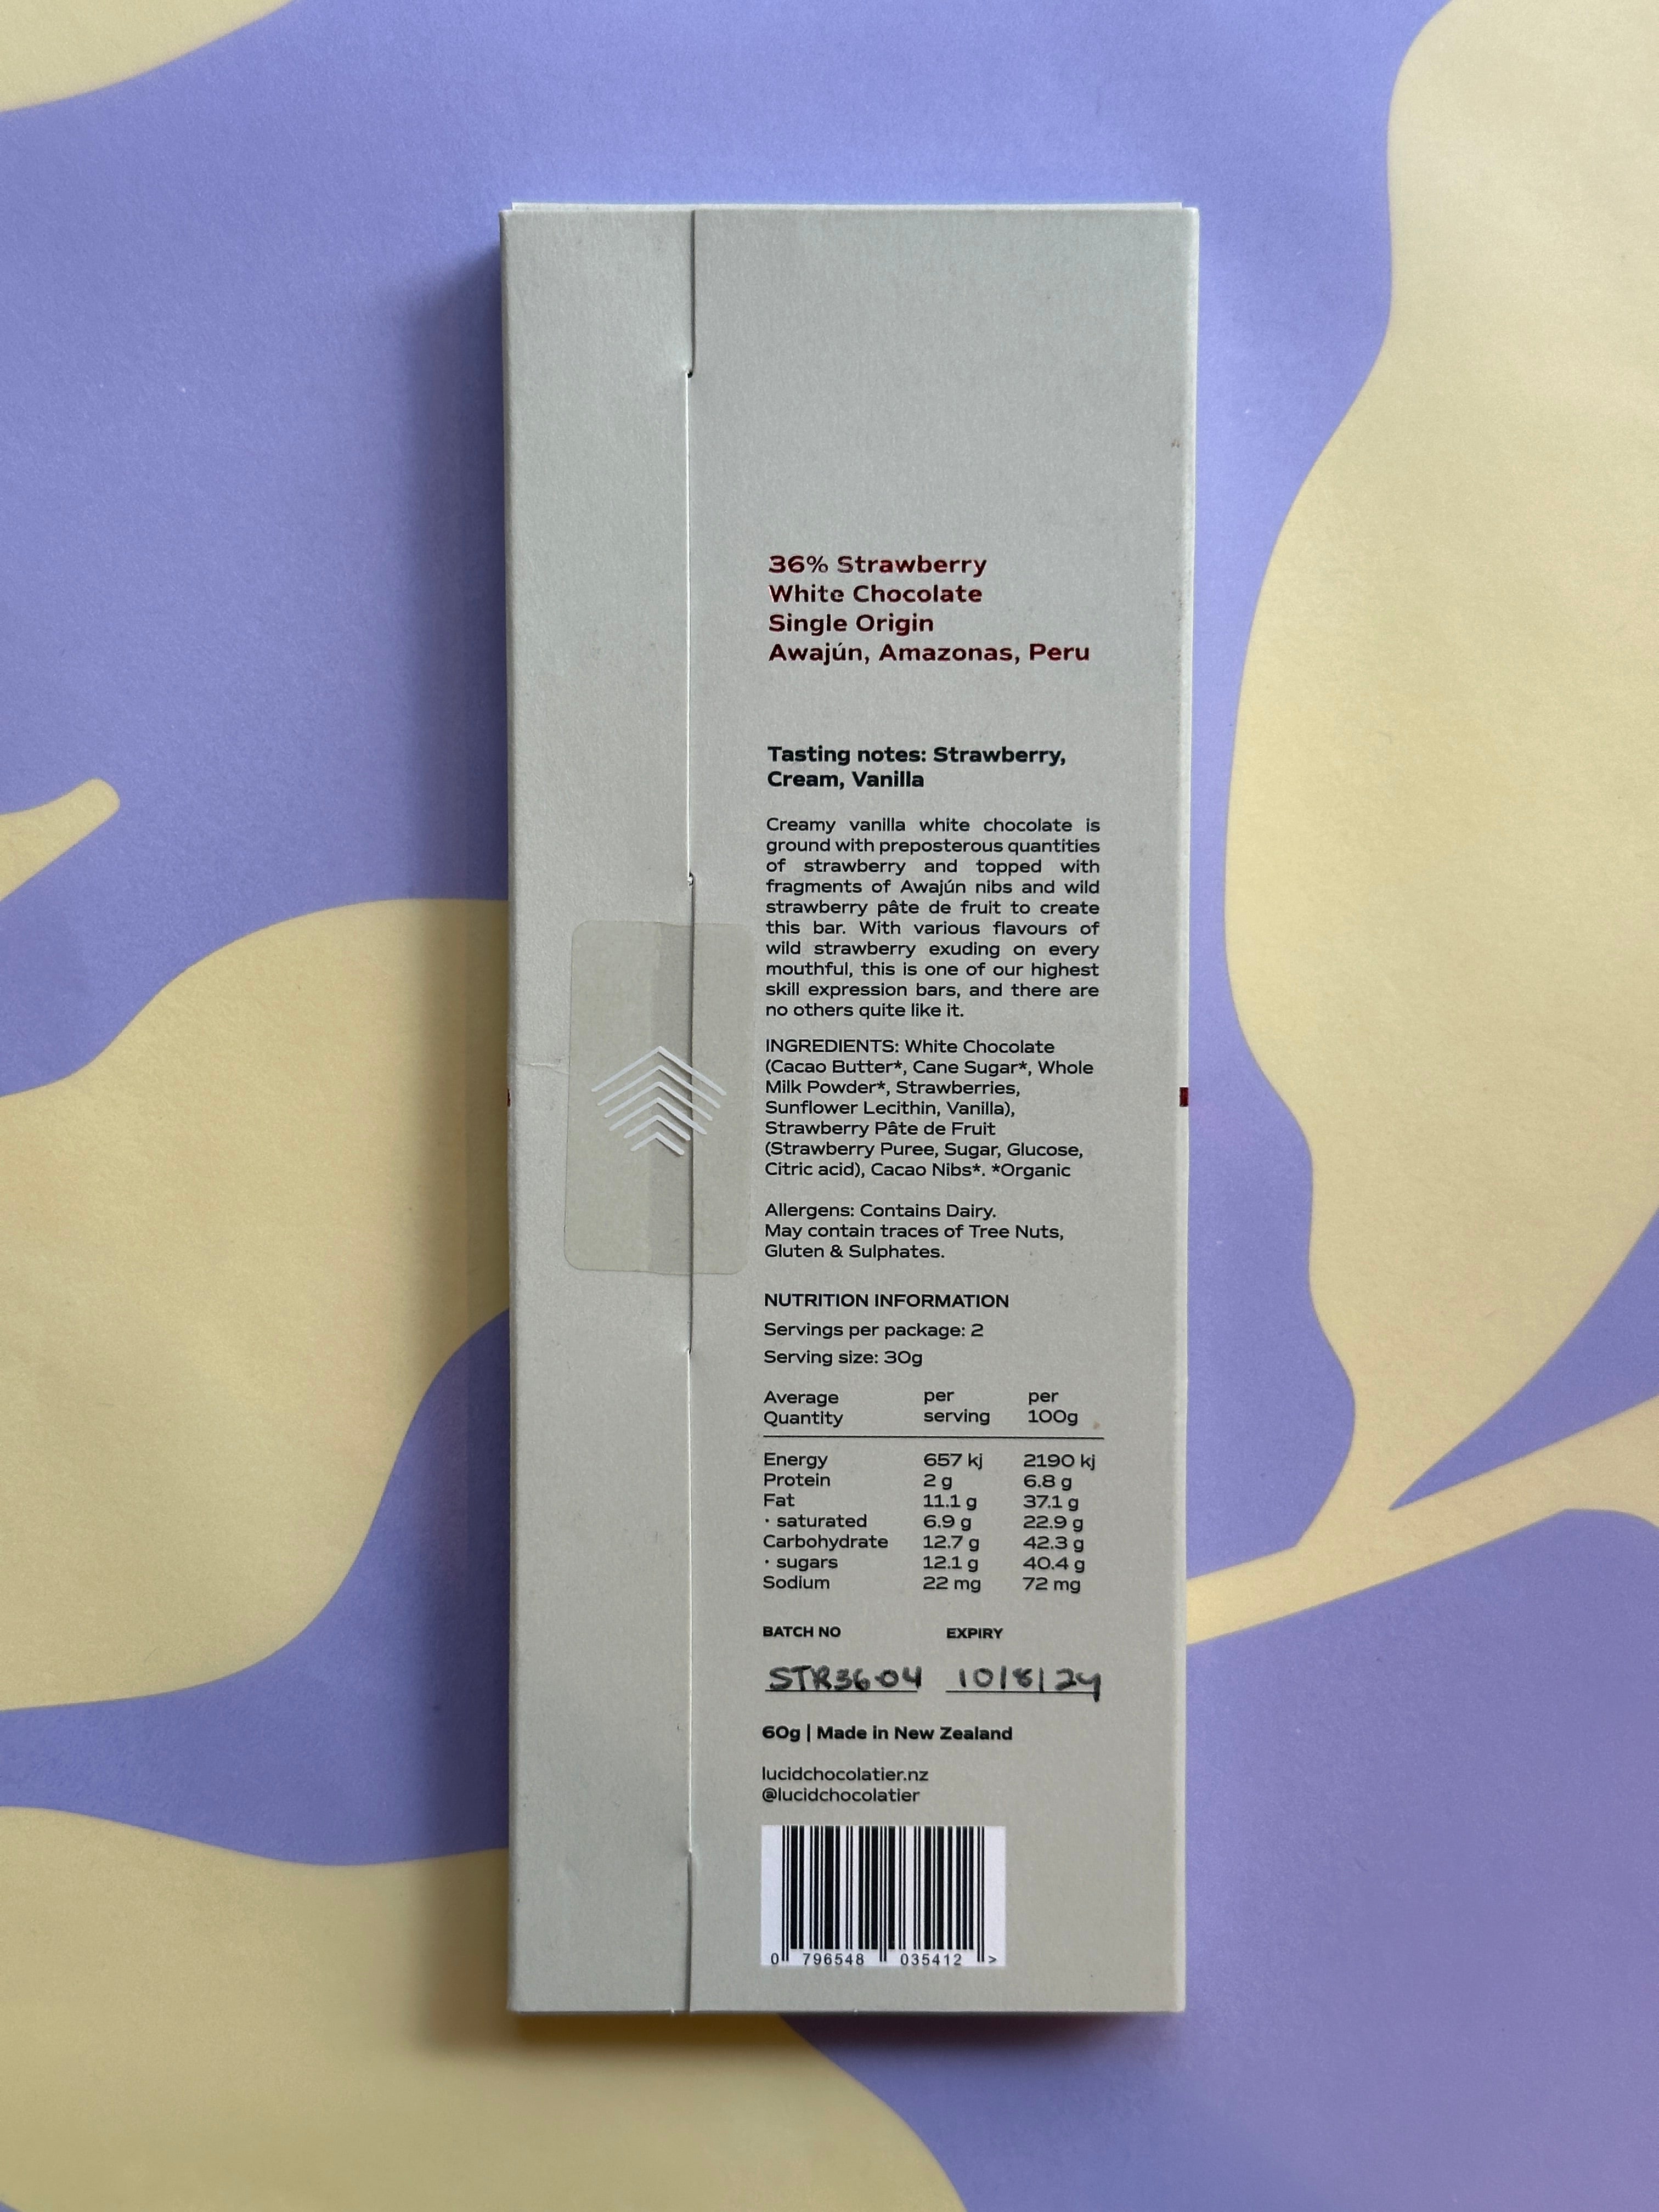 36% Strawberry
White Chocolate
Single Origin
Awajún, Amazonas, Peru
Tasting notes: Strawberry,
Cream, Vanilla
Creamy vanilla white chocolate is
ground with preposterous quantities
of strawberry and topped with
fragments of Awajún nibs and wild
strawberry pâte de fruit to create
this bar. With various flavours of
wild strawberry exuding on every
mouthful, this is one of our highest
skill expression bars, and there are
no others quite like it.
INGREDIENTS: White Chocolate
(Cacao Butter*, Cane Sugar*, Whole
Milk Powder*, Strawberries,
Sunflower Lecithin, Vanilla),
Strawberry Pâte de Fruit
(Strawberry Puree, Sugar, Glucose,
Citric acid), Cacao Nibs*. *Organic
Allergens: Contains Dairy.
May contain traces of Tree Nuts,
Gluten & Sulphates.
NUTRITION INFORMATION
Servings per package: 2
Serving size: 30g
Average per per
Quantity serving 100g
Energy 657 kj 2190 kj
Protein 2 g 6.8 g
Fat 11.1 g 37.1 g
· saturated 6.9 g 22.9 g
Carbohydrate 12.7 g 42.3 g
· sugars 12.1 g 40.4 g
Sodium 22 mg 72 mg
BATCH NO EXPIRY
STR3604 10/8/24
60g | Made in New Zealand
lucidchocolatier.nz
@lucidchocolatier
0 796548 035412 >